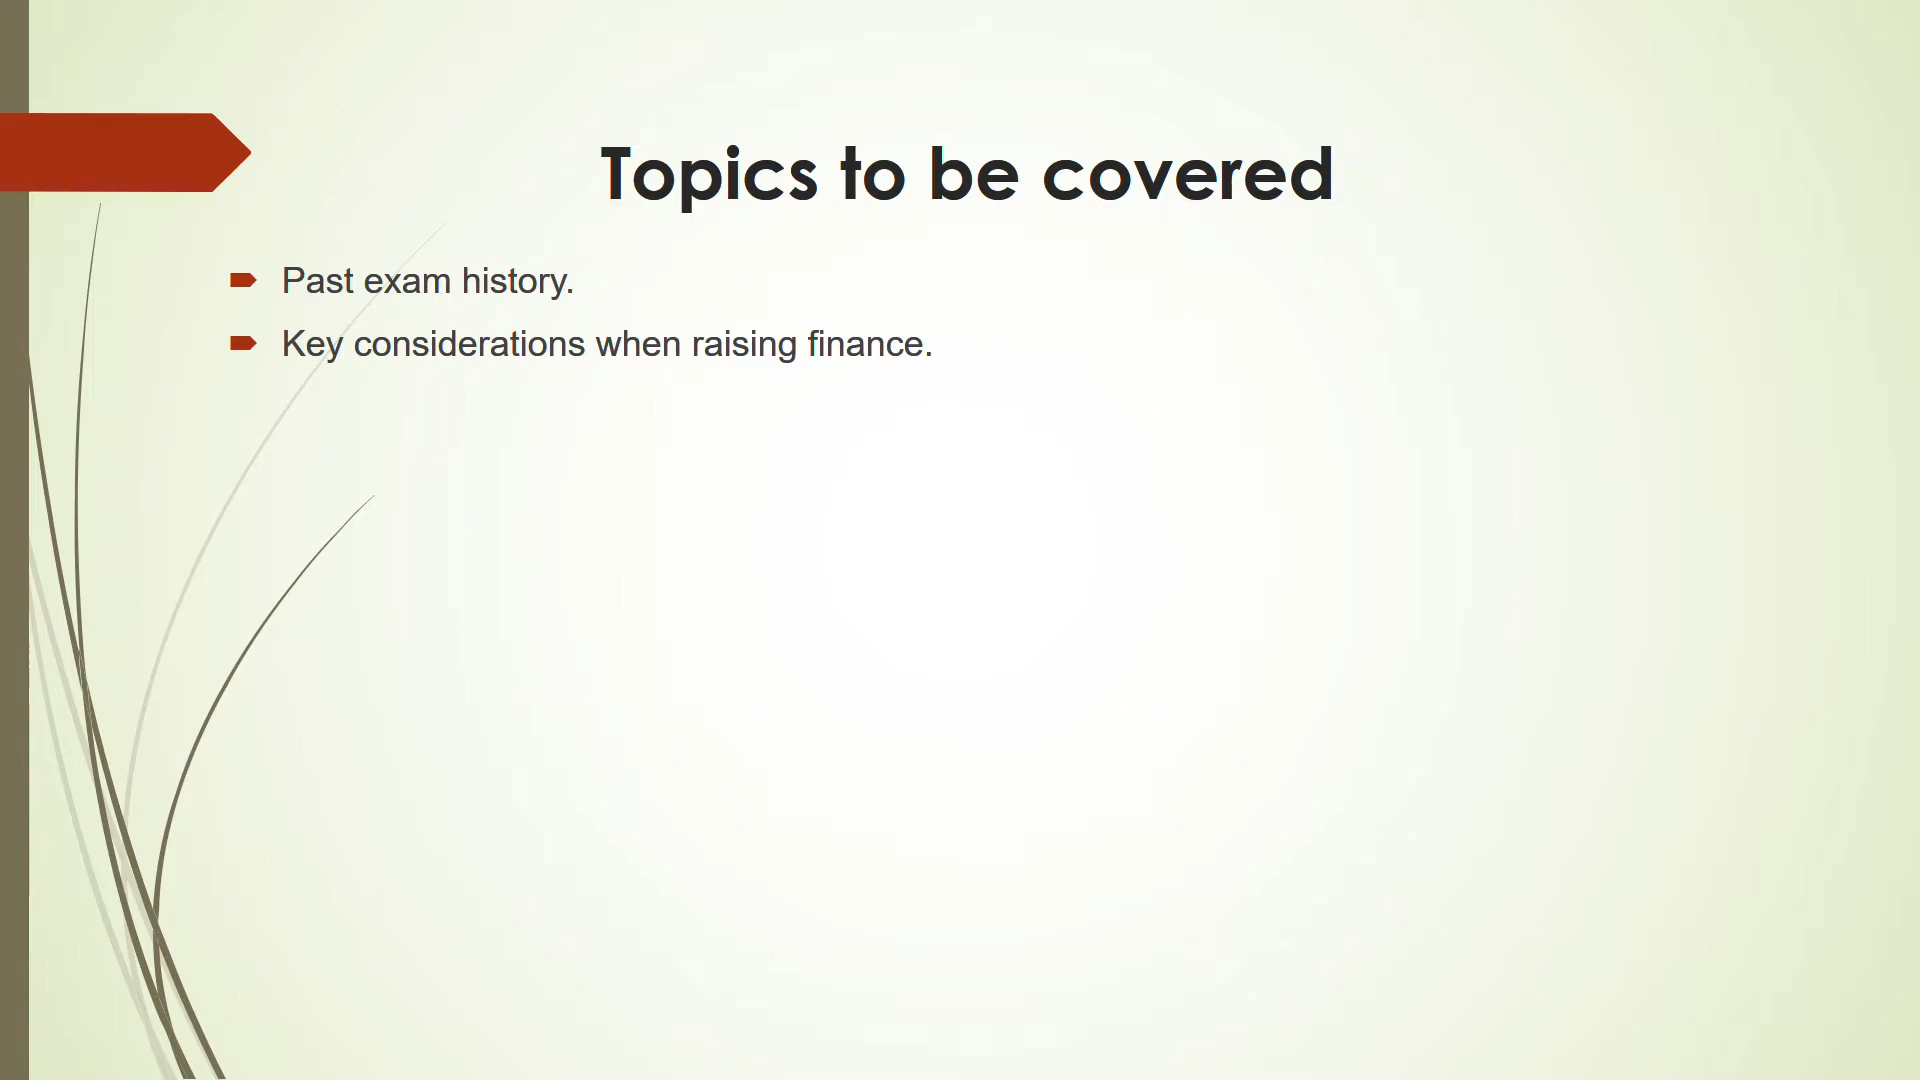 Topics to be covered
Past exam history.
Key considerations when raising finance.